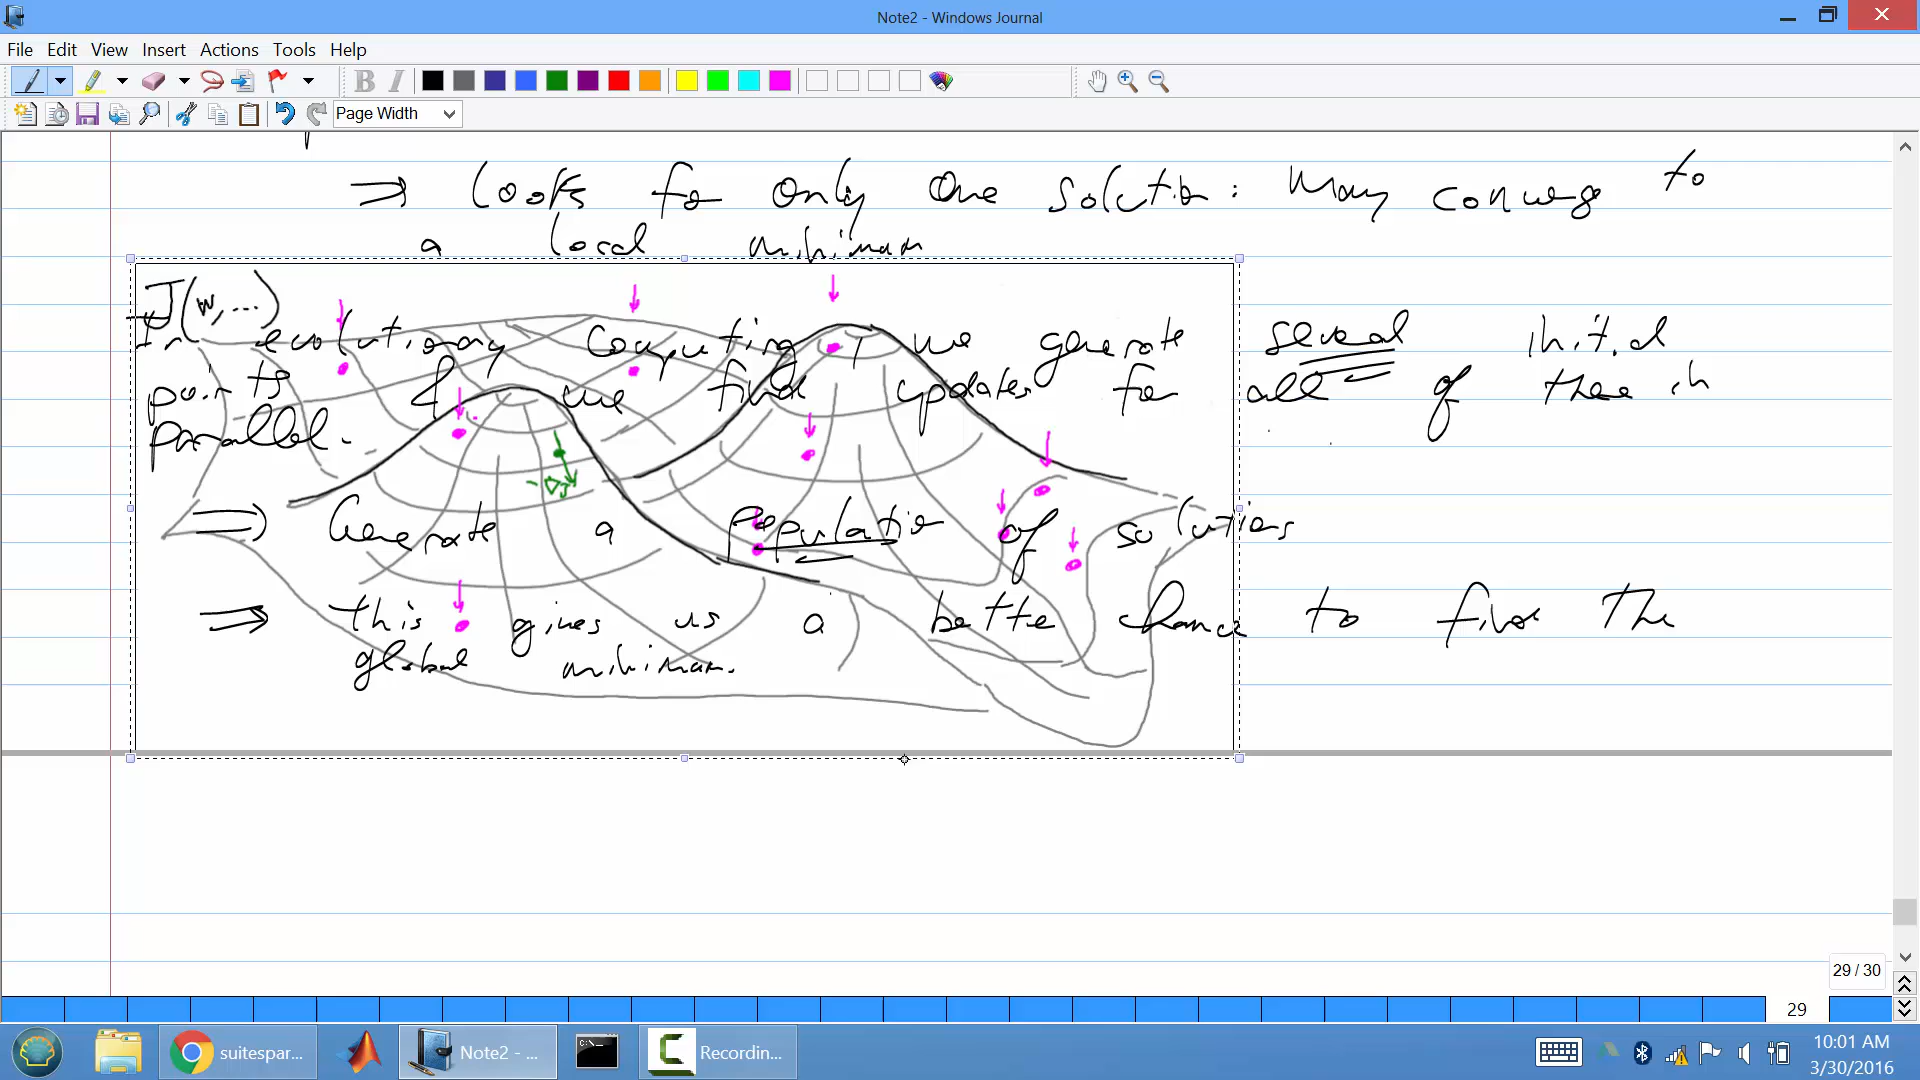 Note2 - Windows Journal
File Edit View Insert Actions Tools Help
B I
Page Width
⇒ looks for only one solution: May converge to
a local minimum
J(w, ...)
In evolutionary computing, we generate several initial
points & we find updates for all of these in
parallel.
-∇J
⇒ Generate a population of solutions
⇒ this gives us a better chance to find the
global minimum.
29 / 30
29
suitespar...
Note2 - ...
C:\_
Recordin...
10:01 AM
3/30/2016